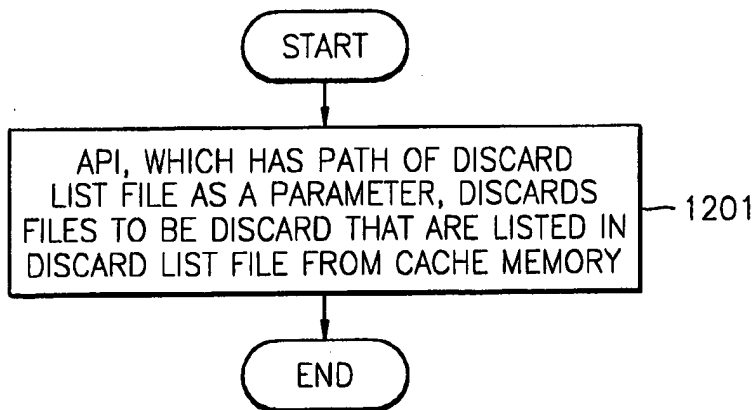 START
API, WHICH HAS PATH OF DISCARD
LIST FILE AS A PARAMETER, DISCARDS
FILES TO BE DISCARD THAT ARE LISTED IN
DISCARD LIST FILE FROM CACHE MEMORY
1201
END